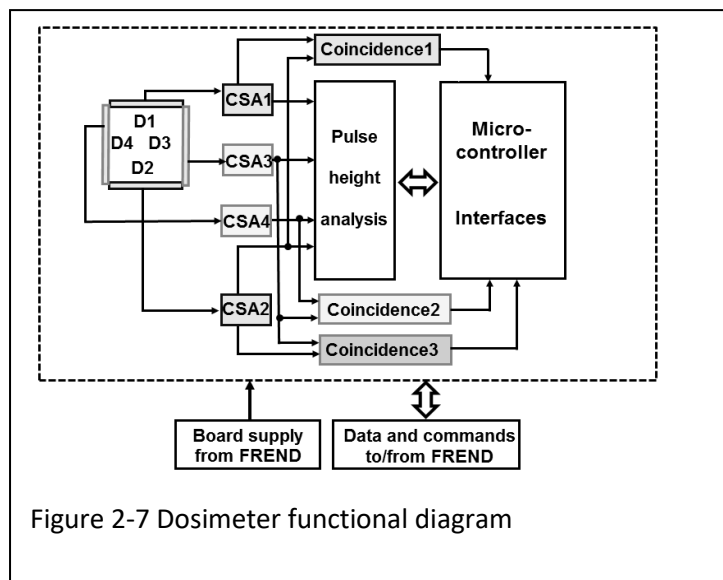 Coincidence1
CSA1
D1
D4 D3
D2
CSA3
CSA4
CSA2
Pulse
height
analysis
Micro-
controller
Interfaces
Coincidence2
Coincidence3
Board supply
from FREND
Data and commands
to/from FREND
Figure 2-7 Dosimeter functional diagram